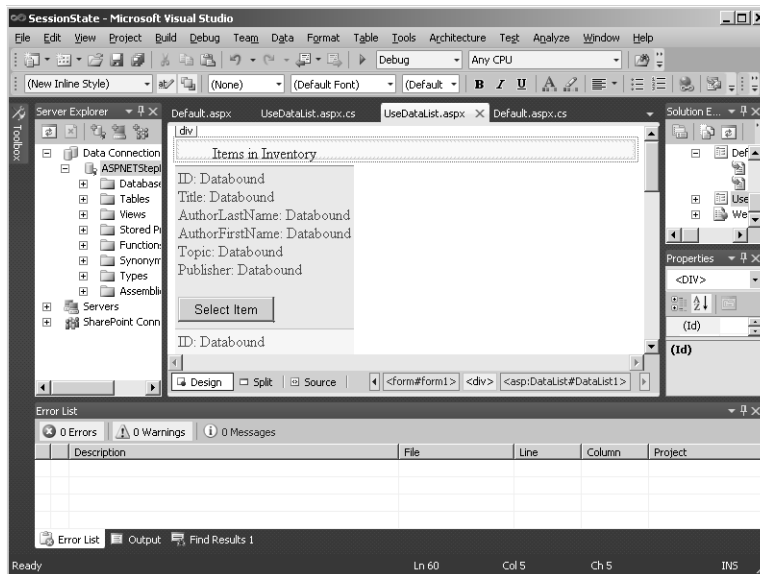 SessionState - Microsoft Visual Studio
File Edit View Project Build Debug Team Data Format Table Tools Architecture Test Analyze Window Help
Debug Any CPU
(New Inline Style) (None) (Default Font) (Default B I U A
Toolbox
Server Explorer
Data Connection
ASPNETStepl
Database
Tables
Views
Stored Pr
Function
Synonym
Types
Assemblie
Servers
SharePoint Conn
Default.aspx UseDataList.aspx.cs UseDataList.aspx Default.aspx.cs
div
Items in Inventory
ID: Databound
Title: Databound
AuthorLastName: Databound
AuthorFirstName: Databound
Topic: Databound
Publisher: Databound
Select Item
ID: Databound
Design Split Source <form#form1> <div> <asp:DataList#DataList1>
Solution E...
Def
Use
We
Properties
<DIV>
(Id)
(Id)
Error List
0 Errors 0 Warnings 0 Messages
Description File Line Column Project
Error List Output Find Results 1
Ready Ln 60 Col 5 Ch 5 INS